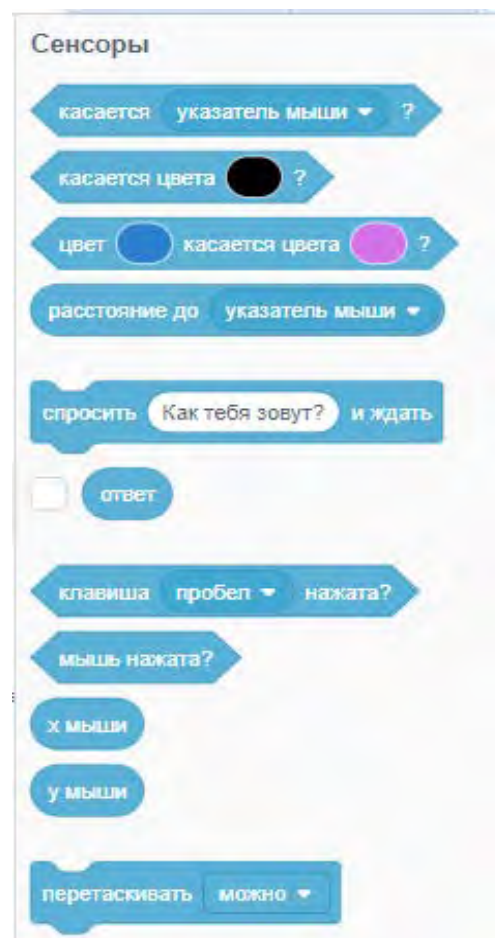 Сенсоры
касается указатель мыши ?
касается цвета ?
цвет касается цвета ?
расстояние до указатель мыши
спросить Как тебя зовут? и ждать
ответ
клавиша пробел нажата?
мышь нажата?
x мыши
y мыши
перетаскивать можно